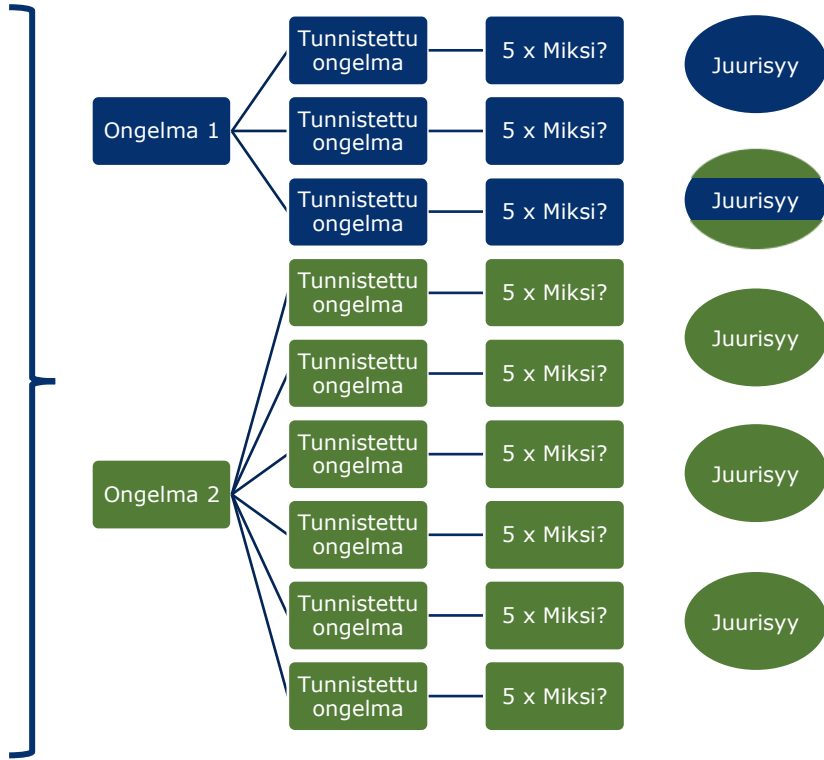 Tunnistettu
ongelma
5 x Miksi?
Juurisyy
Ongelma 1
Tunnistettu
ongelma
5 x Miksi?
Tunnistettu
ongelma
5 x Miksi?
Juurisyy
Tunnistettu
ongelma
5 x Miksi?
Juurisyy
Tunnistettu
ongelma
5 x Miksi?
Tunnistettu
ongelma
5 x Miksi?
Juurisyy
Ongelma 2
Tunnistettu
ongelma
5 x Miksi?
Tunnistettu
ongelma
5 x Miksi?
Juurisyy
Tunnistettu
ongelma
5 x Miksi?